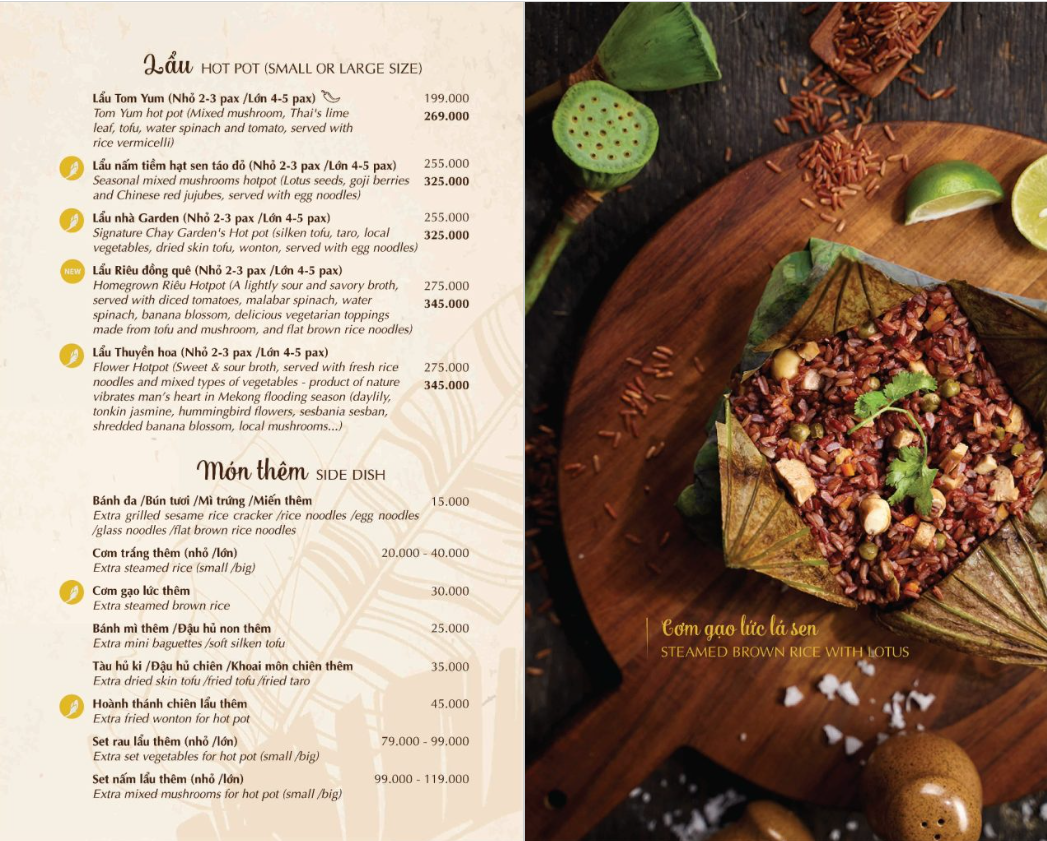 Lẩu HOT POT (SMALL OR LARGE SIZE)
Lẩu Tom Yum (Nhỏ 2-3 pax /Lớn 4-5 pax) 199.000
Tom Yum hot pot (Mixed mushroom, Thai's lime 269.000
leaf, tofu, water spinach and tomato, served with
rice vermicelli)
Lẩu nấm tiềm hạt sen táo đỏ (Nhỏ 2-3 pax /Lớn 4-5 pax) 255.000
Seasonal mixed mushrooms hotpot (Lotus seeds, goji berries 325.000
and Chinese red jujubes, served with egg noodles)
Lẩu nhà Garden (Nhỏ 2-3 pax /Lớn 4-5 pax) 255.000
Signature Chay Garden's Hot pot (silken tofu, taro, local 325.000
vegetables, dried skin tofu, wonton, served with egg noodles)
NEW Lẩu Riêu đồng quê (Nhỏ 2-3 pax /Lớn 4-5 pax)
Homegrown Riêu Hotpot (A lightly sour and savory broth, 275.000
served with diced tomatoes, malabar spinach, water 345.000
spinach, banana blossom, delicious vegetarian toppings
made from tofu and mushroom, and flat brown rice noodles)
Lẩu Thuyền hoa (Nhỏ 2-3 pax /Lớn 4-5 pax)
Flower Hotpot (Sweet & sour broth, served with fresh rice 275.000
noodles and mixed types of vegetables - product of nature 345.000
vibrates man's heart in Mekong flooding season (daylily,
tonkin jasmine, hummingbird flowers, sesbania sesban,
shredded banana blossom, local mushrooms...)
Món thêm SIDE DISH
Bánh đa /Bún tươi /Mì trứng /Miến thêm 15.000
Extra grilled sesame rice cracker /rice noodles /egg noodles
/glass noodles /flat brown rice noodles
Cơm trắng thêm (nhỏ /lớn) 20.000 - 40.000
Extra steamed rice (small /big)
Cơm gạo lức thêm 30.000
Extra steamed brown rice
Bánh mì thêm /Đậu hủ non thêm 25.000
Extra mini baguettes /soft silken tofu
Tàu hủ ki /Đậu hủ chiên /Khoai môn chiên thêm 35.000
Extra dried skin tofu /fried tofu /fried taro
Hoành thánh chiên lẩu thêm 45.000
Extra fried wonton for hot pot
Set rau lẩu thêm (nhỏ /lớn) 79.000 - 99.000
Extra set vegetables for hot pot (small /big)
Set nấm lẩu thêm (nhỏ /lớn) 99.000 - 119.000
Extra mixed mushrooms for hot pot (small /big)
Cơm gạo lức lá sen
STEAMED BROWN RICE WITH LOTUS